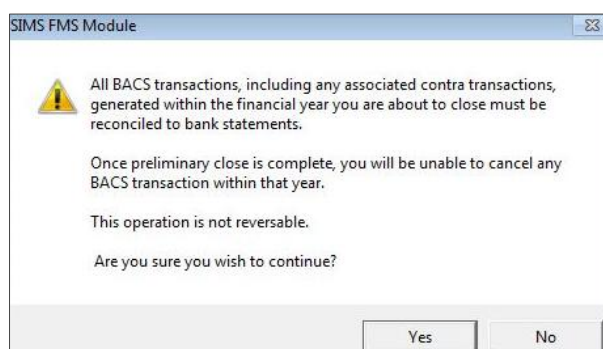 SIMS FMS Module
All BACS transactions, including any associated contra transactions,
generated within the financial year you are about to close must be
reconciled to bank statements.
Once preliminary close is complete, you will be unable to cancel any
BACS transaction within that year.
This operation is not reversable.
Are you sure you wish to continue?
Yes No